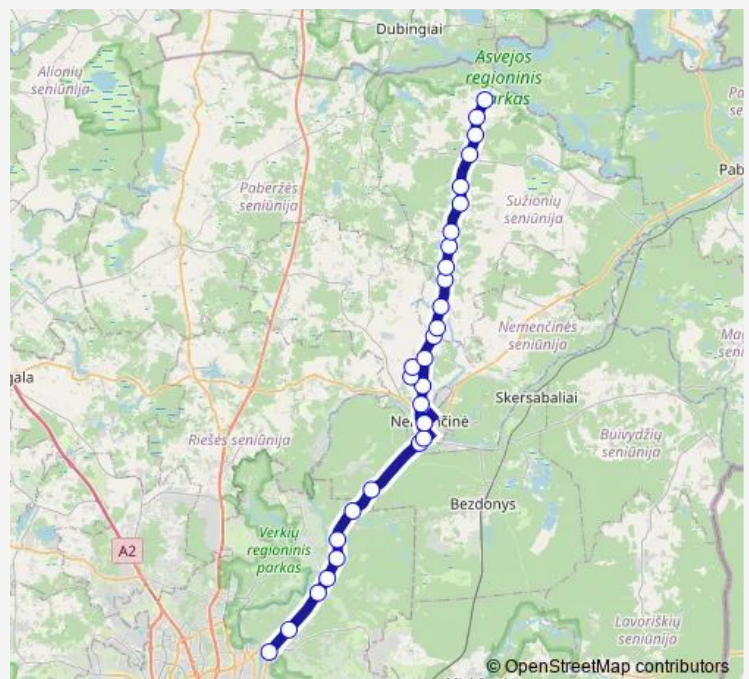 Dubingiai
Asvejos
regioninis
parkas
Alionių
seniūnija
Paberžės
seniūnija
Sužionių
seniūnija
Pab
Nemenčinės
seniūnija
gala
Skersabaliai
Nemenčinė
Riešės seniūnija
Buivydžių
seniūnija
Bezdonys
Verkių
regioninis
parkas
A2
Lavoriškių
seniūnija
© OpenStreetMap contributors